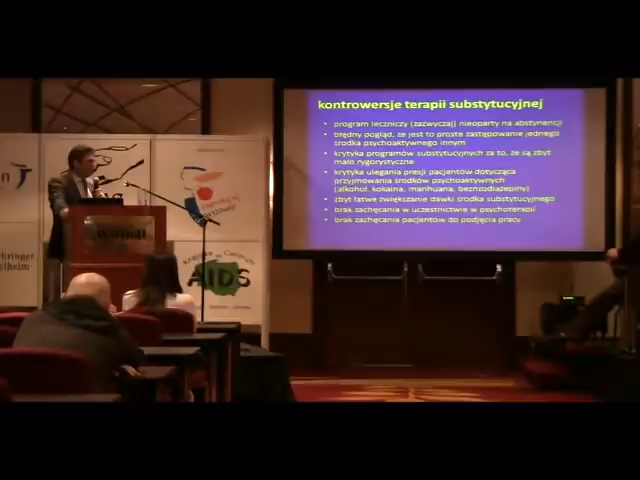 kontrowersje terapii substytucyjnej
• program leczniczy (zazwyczaj) nieoparty na abstynencji
• błędny pogląd, że jest to proste zastępowanie jednego
środka psychoaktywnego innym
• krytyka programów substytucyjnych za to, że są zbyt
mało rygorystyczne
• krytyka ulegania presji pacjentów dotycząca
przyjmowania środków psychoaktywnych
(alkohol, kokaina, marihuana, benzodiazepiny)
• zbyt łatwe zwiększanie dawki środka substytucyjnego
• brak zachęcania w uczestnictwie w psychoterapii
• brak zachęcania pacjentów do podjęcia pracy
Krajowe Centrum
AIDS